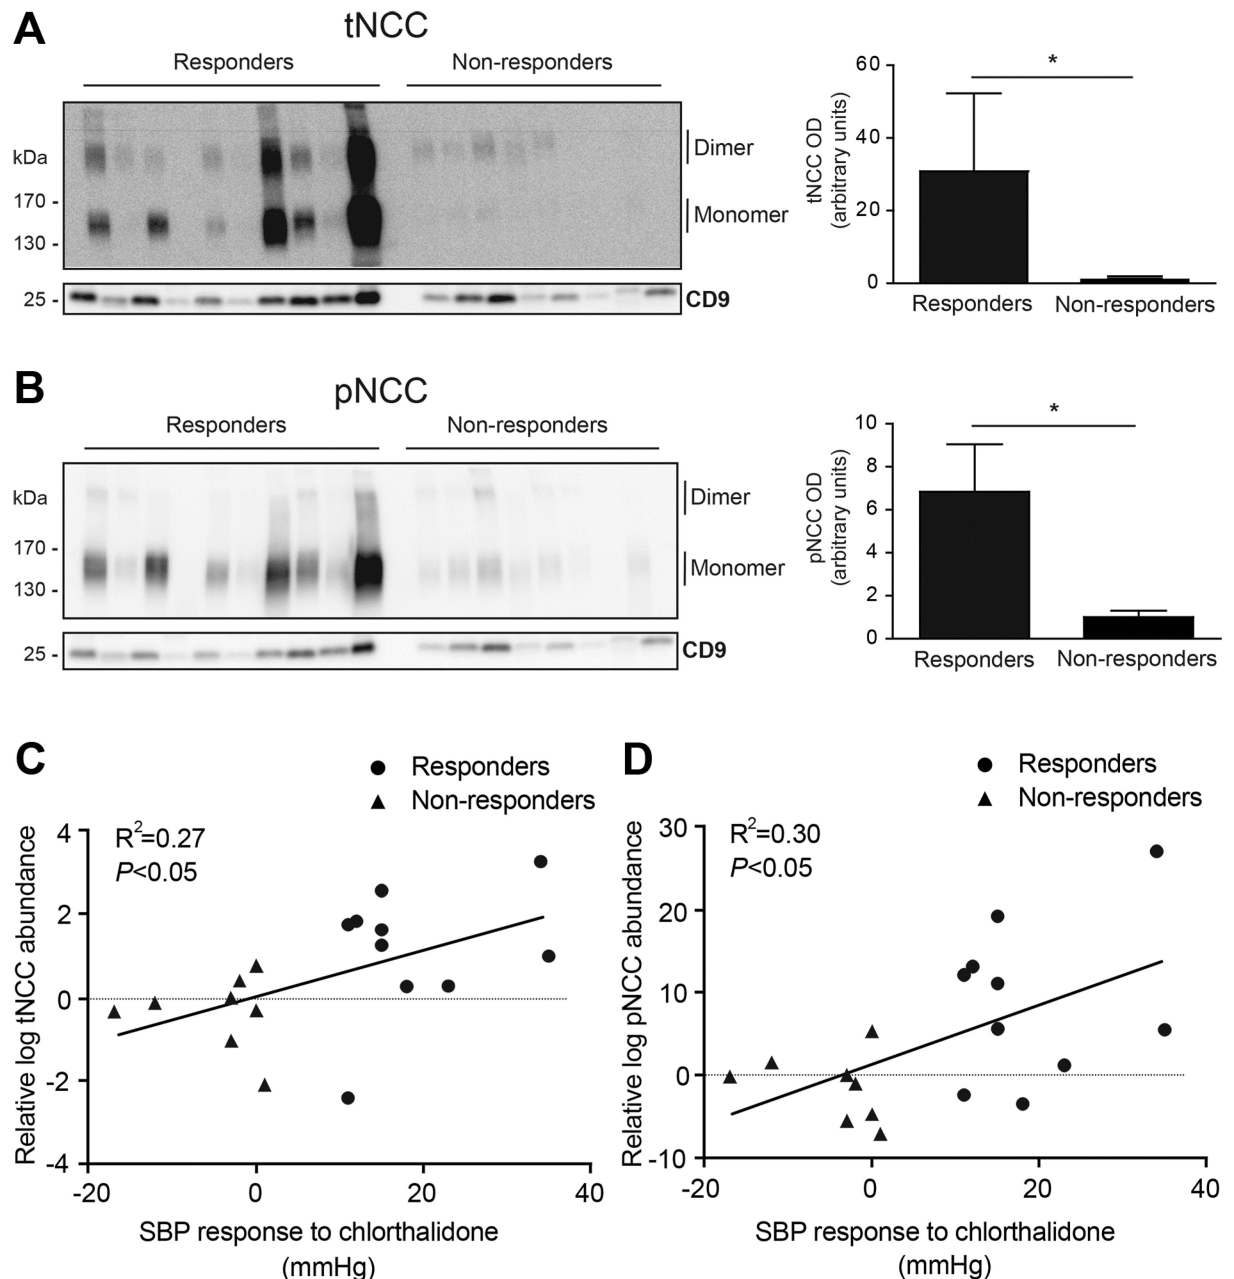 A
tNCC
Responders
Non-responders
kDa
170 -
130 -
Dimer
Monomer
25 -
CD9
tNCC OD
(arbitrary units)
60
40
20
0
*
Responders
Non-responders
B
pNCC
Responders
Non-responders
kDa
170 -
130 -
Dimer
Monomer
25 -
CD9
pNCC OD
(arbitrary units)
10
8
6
4
2
0
*
Responders
Non-responders
C
Responders
Non-responders
R²=0.27
P<0.05
Relative log tNCC abundance
4
2
0
-2
-4
-20
0
20
40
SBP response to chlorthalidone
(mmHg)
D
Responders
Non-responders
R²=0.30
P<0.05
Relative log pNCC abundance
30
20
10
0
-10
-20
0
20
40
SBP response to chlorthalidone
(mmHg)